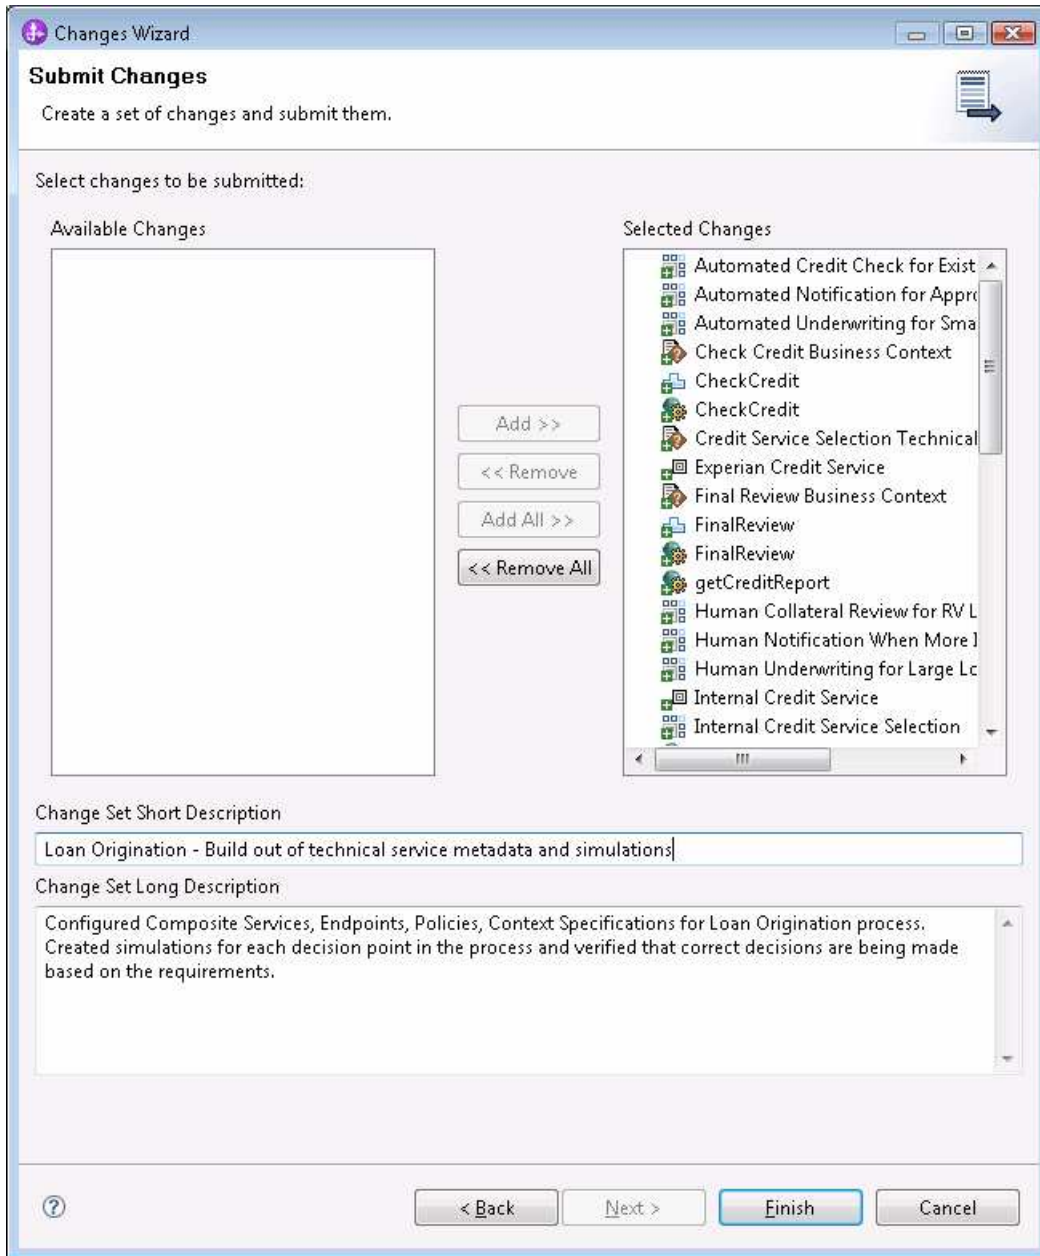 Changes Wizard
Submit Changes
Create a set of changes and submit them.
Select changes to be submitted:
Available Changes
Selected Changes
Automated Credit Check for Exist
Automated Notification for Appro
Automated Underwriting for Sma
Check Credit Business Context
CheckCredit
CheckCredit
Credit Service Selection Technical
Experian Credit Service
Final Review Business Context
FinalReview
FinalReview
getCreditReport
Human Collateral Review for RV L
Human Notification When More I
Human Underwriting for Large Lo
Internal Credit Service
Internal Credit Service Selection
Add >>
<< Remove
Add All >>
<< Remove All
Change Set Short Description
Loan Origination - Build out of technical service metadata and simulations
Change Set Long Description
Configured Composite Services, Endpoints, Policies, Context Specifications for Loan Origination process.
Created simulations for each decision point in the process and verified that correct decisions are being made
based on the requirements.
< Back
Next >
Finish
Cancel